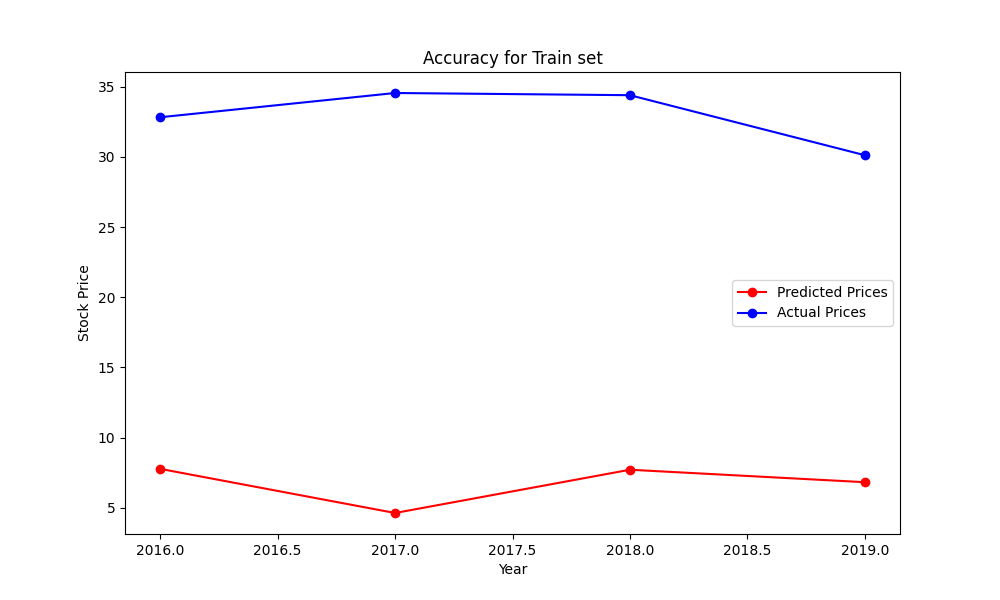 Accuracy for Train set
35
30
25
20
15
10
5
Stock Price
Predicted Prices
Actual Prices
2016.0 2016.5 2017.0 2017.5 2018.0 2018.5 2019.0
Year